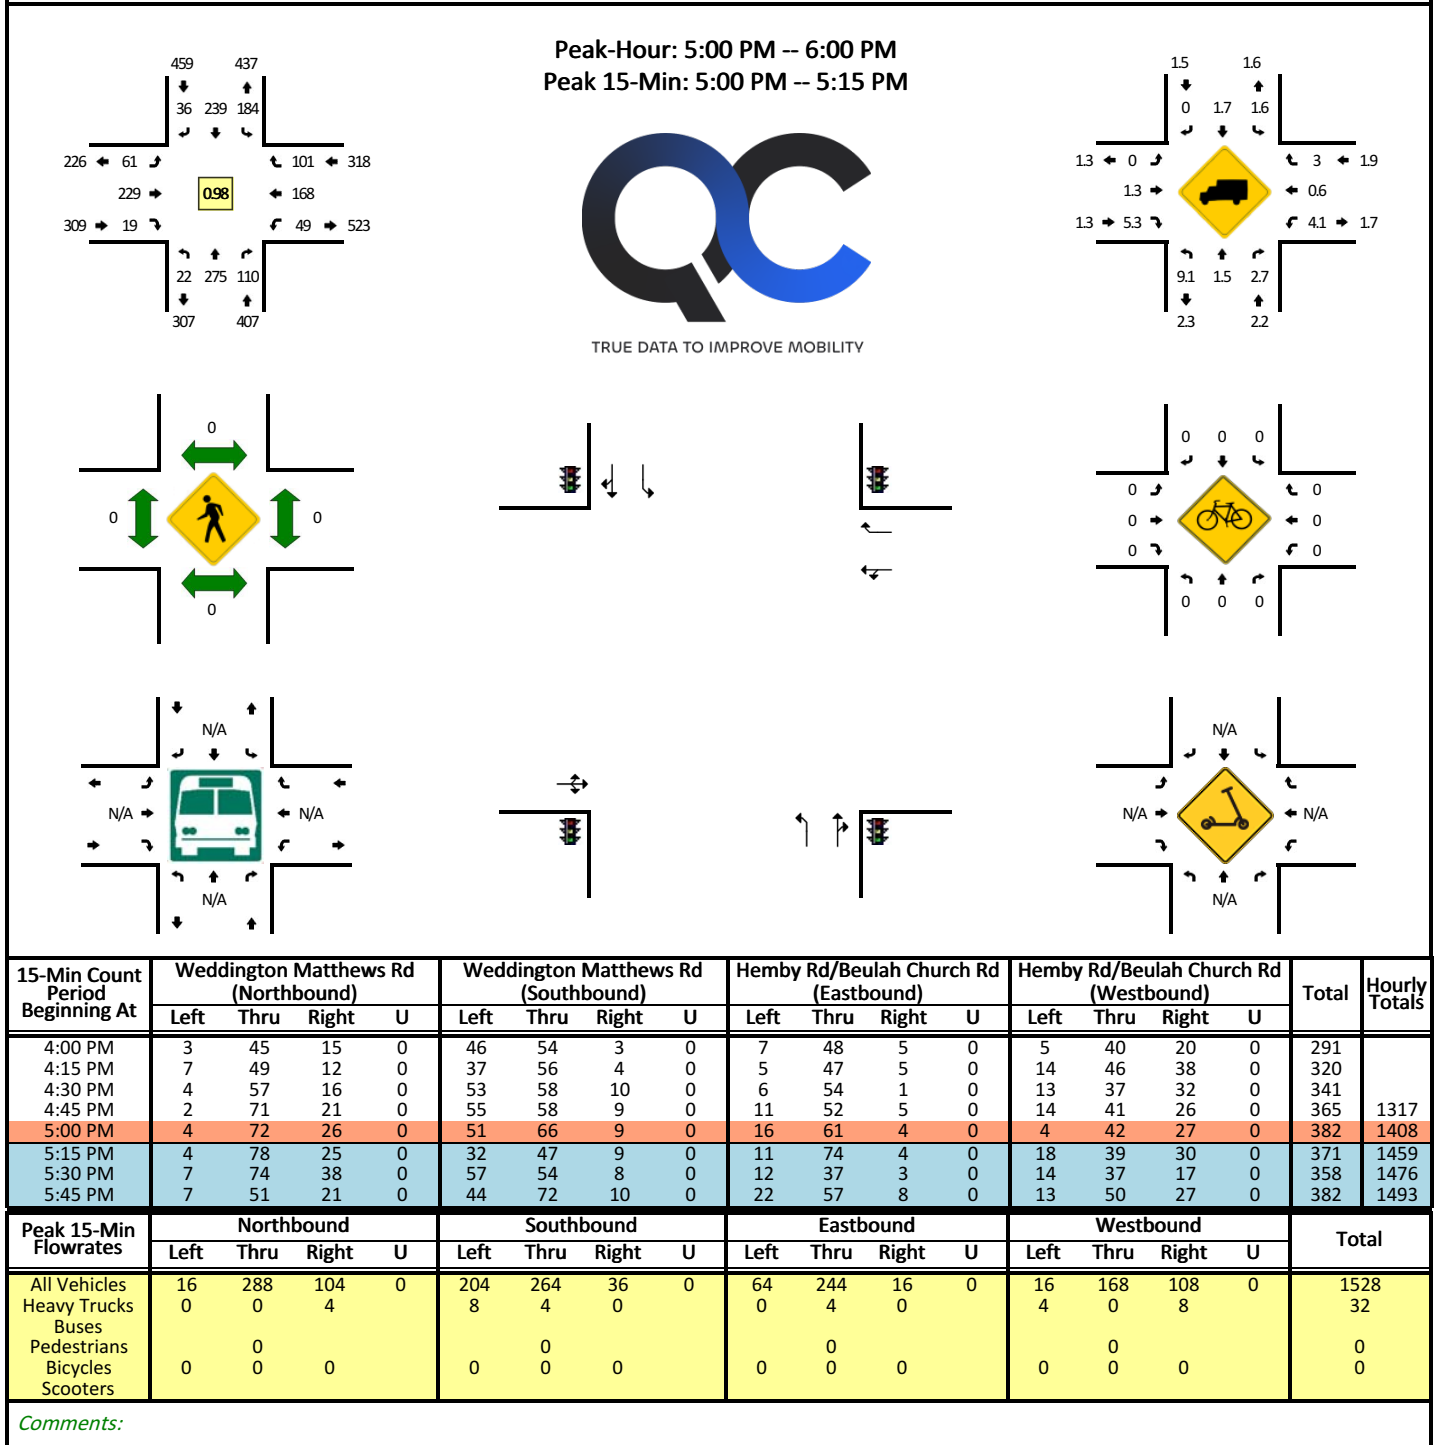 Peak-Hour: 5:00 PM -- 6:00 PM
Peak 15-Min: 5:00 PM -- 5:15 PM
459 437
36 239 184
226 61 101 318
229 0.98 168
309 19 49 523
22 275 110
307 407
1.5 1.6
0 1.7 1.6
1.3 0 3 1.9
1.3 0.6
1.3 5.3 4.1 1.7
9.1 1.5 2.7
2.3 2.2
QC
TRUE DATA TO IMPROVE MOBILITY
0
0 0
0
0 0 0
0 0
0 0
0 0
0 0 0
N/A
N/A N/A
N/A
N/A
N/A N/A
N/A
15-Min Count Period Beginning At Weddington Matthews Rd (Northbound) Weddington Matthews Rd (Southbound) Hemby Rd/Beulah Church Rd (Eastbound) Hemby Rd/Beulah Church Rd (Westbound) Total Hourly Totals
Left Thru Right U Left Thru Right U Left Thru Right U Left Thru Right U
4:00 PM 3 45 15 0 46 54 3 0 7 48 5 0 5 40 20 0 291
4:15 PM 7 49 12 0 37 56 4 0 5 47 5 0 14 46 38 0 320
4:30 PM 4 57 16 0 53 58 10 0 6 54 1 0 13 37 32 0 341
4:45 PM 2 71 21 0 55 58 9 0 11 52 5 0 14 41 26 0 365 1317
5:00 PM 4 72 26 0 51 66 9 0 16 61 4 0 4 42 27 0 382 1408
5:15 PM 4 78 25 0 32 47 9 0 11 74 4 0 18 39 30 0 371 1459
5:30 PM 7 74 38 0 57 54 8 0 12 37 3 0 14 37 17 0 358 1476
5:45 PM 7 51 21 0 44 72 10 0 22 57 8 0 13 50 27 0 382 1493
Peak 15-Min Flowrates Northbound Southbound Eastbound Westbound Total
Left Thru Right U Left Thru Right U Left Thru Right U Left Thru Right U
All Vehicles 16 288 104 0 204 264 36 0 64 244 16 0 16 168 108 0 1528
Heavy Trucks 0 0 4 8 4 0 0 4 0 4 0 8 32
Buses
Pedestrians 0 0 0 0 0
Bicycles 0 0 0 0 0 0 0 0 0 0 0 0 0
Scooters
Comments: